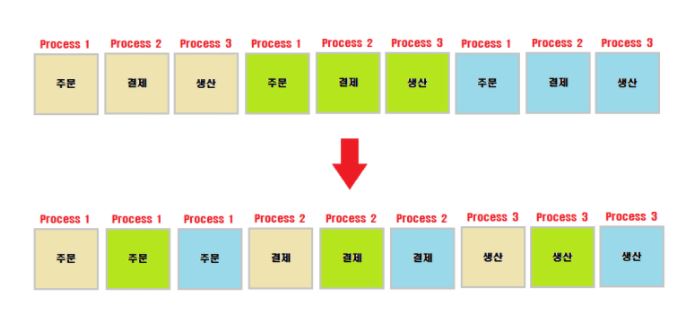 Process 1 Process 2 Process 3 Process 1 Process 2 Process 3 Process 1 Process 2 Process 3
주문 결제 생산 주문 결제 생산 주문 결제 생산
Process 1 Process 1 Process 1 Process 2 Process 2 Process 2 Process 3 Process 3 Process 3
주문 주문 주문 결제 결제 결제 생산 생산 생산